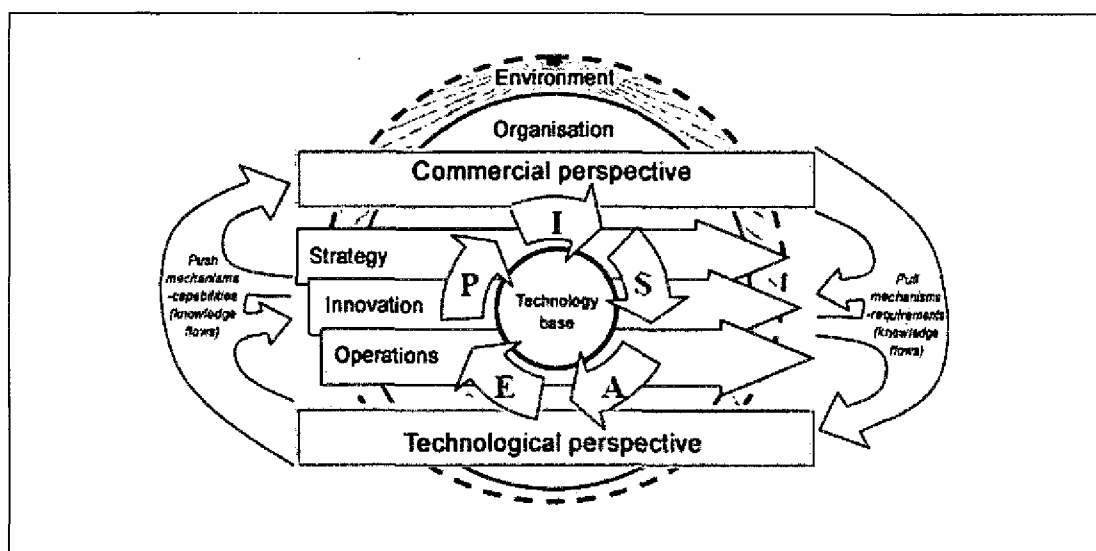 Environment
Organisation
Commercial perspective
I
Strategy
P
S
Push
mechanisms
-capabilities
(knowledge
flows)
Innovation
Technology
base
Pull
mechanisms
-requirements
(knowledge
flows)
Operations
E
A
Technological perspective